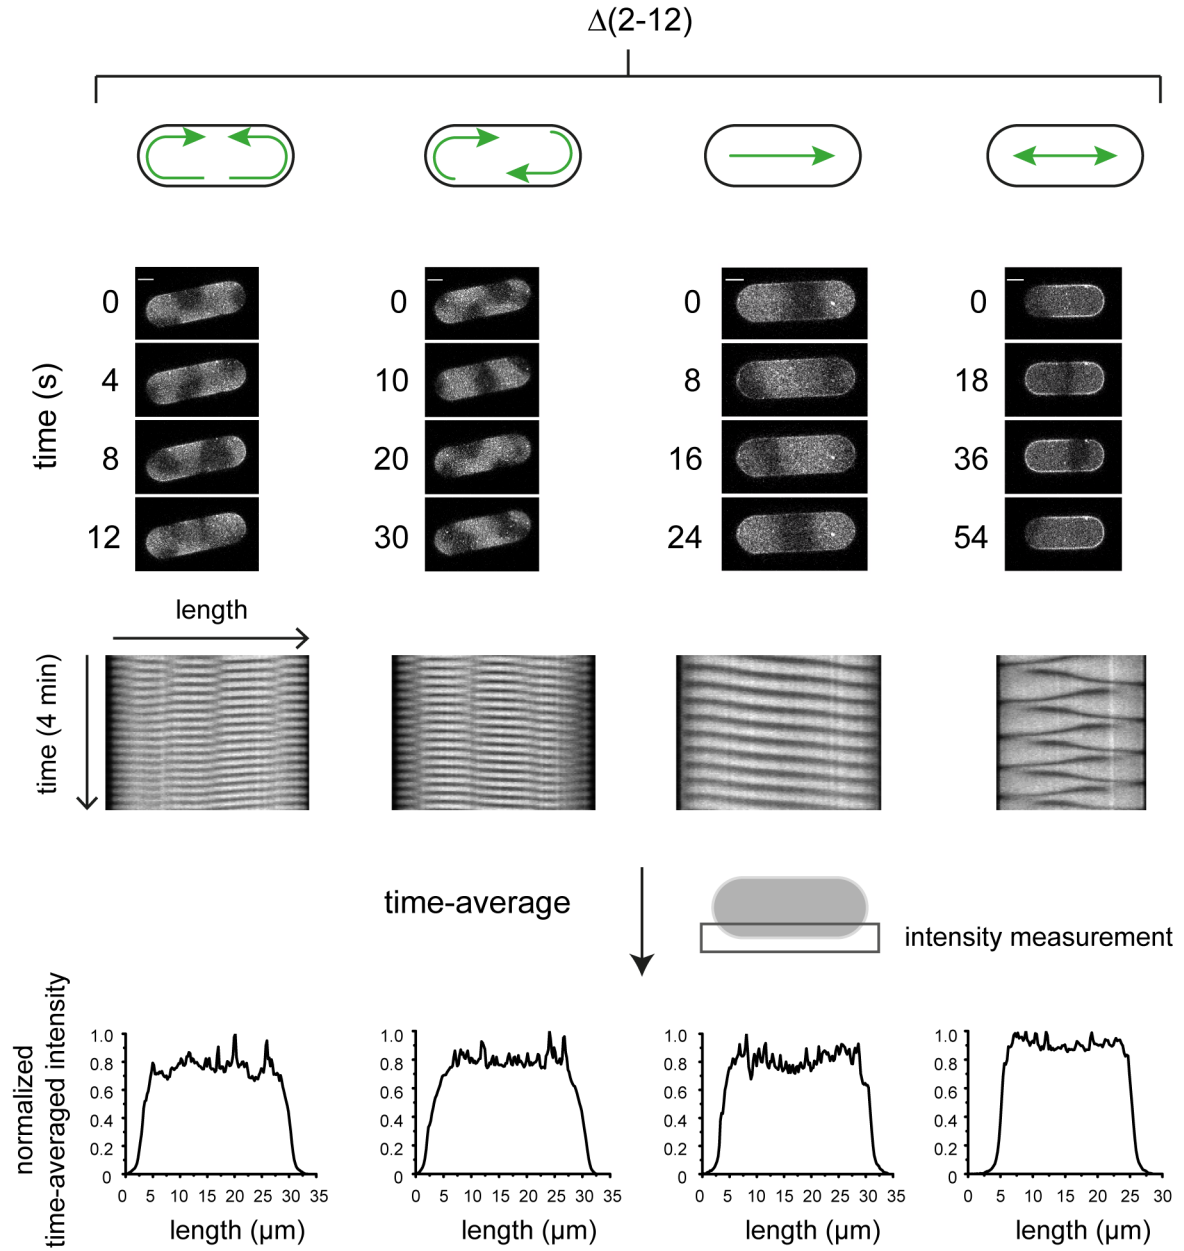 Δ(2-12)
time (s)
0
0
0
0
4
10
8
18
8
20
16
36
12
30
24
54
length
time (4 min)
time-average
intensity measurement
normalized
time-averaged intensity
1.0
0.8
0.6
0.4
0.2
0
0 5 10 15 20 25 30 35
length (μm)
1.0
0.8
0.6
0.4
0.2
0
0 5 10 15 20 25 30 35
length (μm)
1.0
0.8
0.6
0.4
0.2
0
0 5 10 15 20 25 30 35
length (μm)
1.0
0.8
0.6
0.4
0.2
0
0 5 10 15 20 25 30
length (μm)